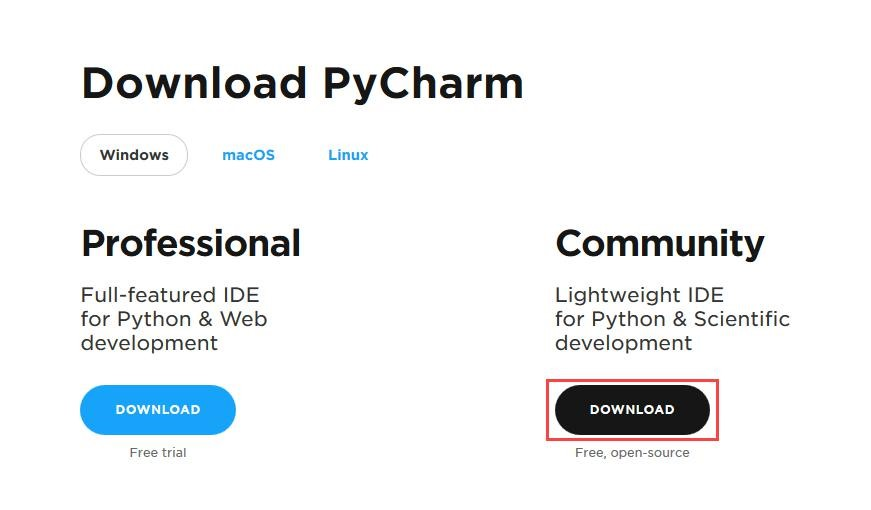 Download PyCharm
Windows
macOS
Linux
Professional
Full-featured IDE
for Python & Web
development
DOWNLOAD
Free trial
Community
Lightweight IDE
for Python & Scientific
development
DOWNLOAD
Free, open-source